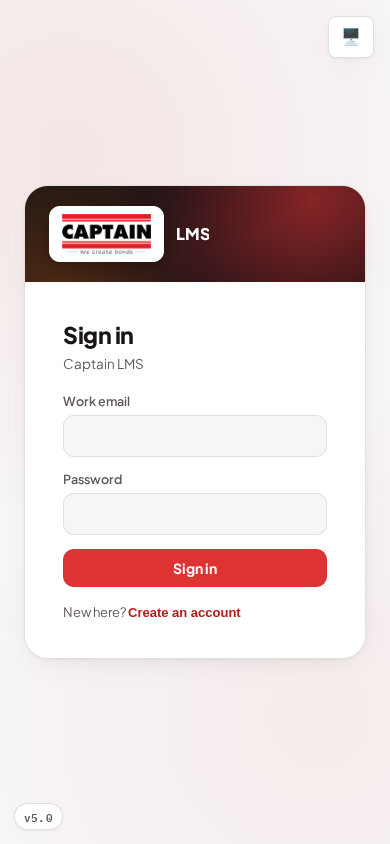 CAPTAIN
We create bonds
LMS
Sign in
Captain LMS
Work email
Password
Sign in
New here? Create an account
v5.0